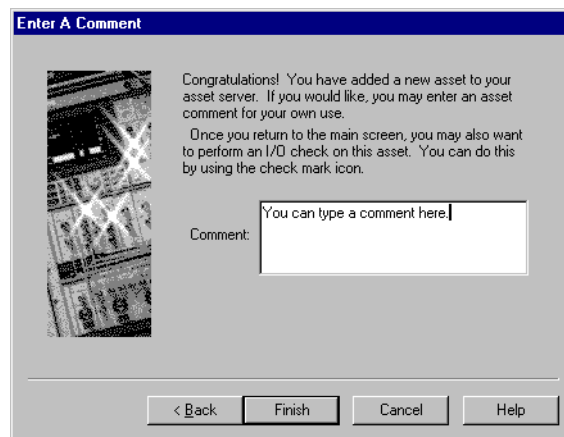 Enter A Comment
Congratulations!  You have added a new asset to your
asset server.  If you would like, you may enter an asset
comment for your own use.
Once you return to the main screen, you may also want
to perform an I/O check on this asset.  You can do this
by using the check mark icon.
You can type a comment here.
Comment:
< Back
Finish
Cancel
Help